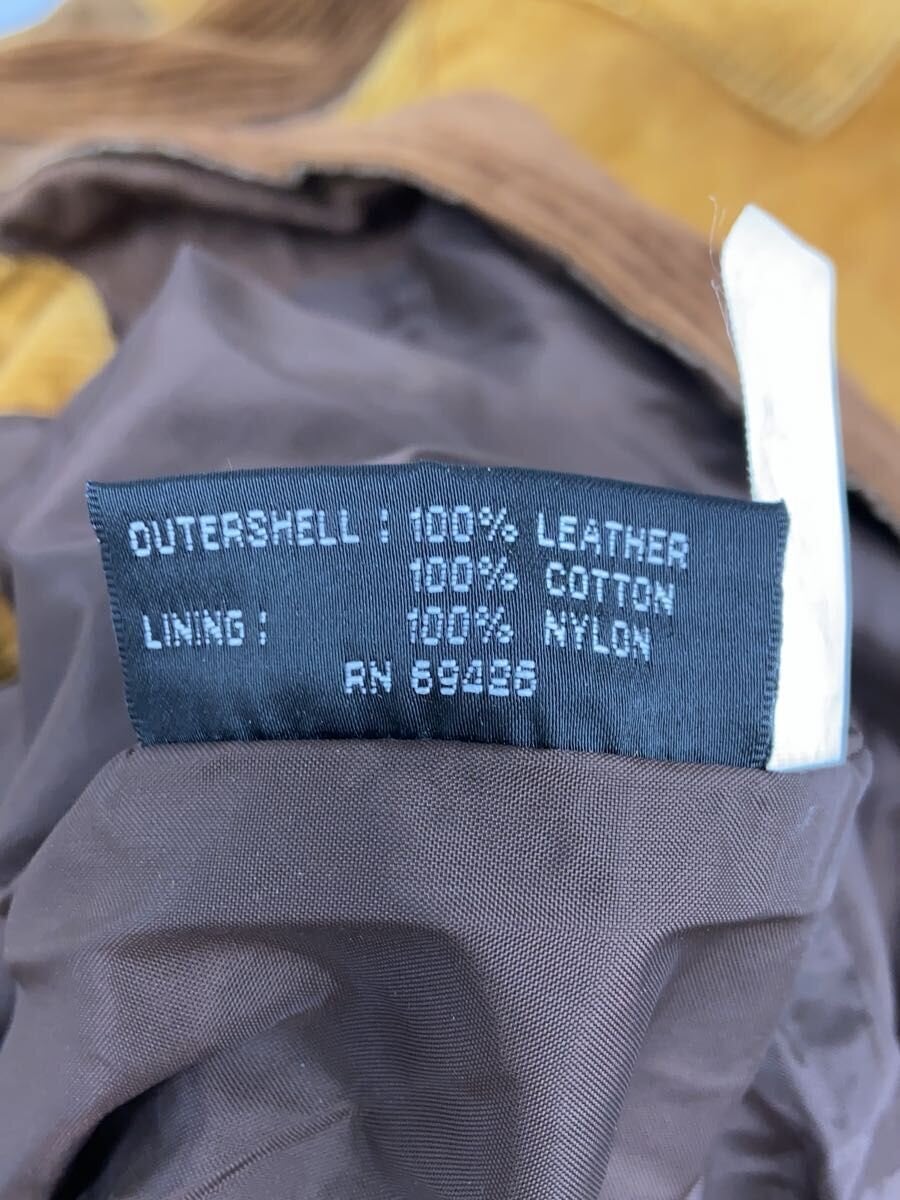 OUTERSHELL : 100% LEATHER
100% COTTON
LINING : 100% NYLON
RN 69426